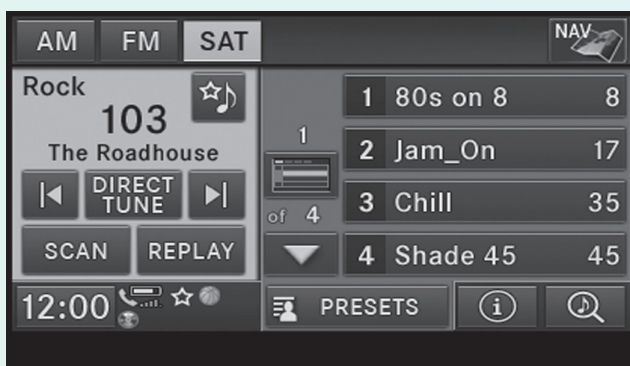 AM FM SAT NAV
Rock
103
The Roadhouse
DIRECT TUNE
SCAN REPLAY
12:00
1
of 4
1 80s on 8 8
2 Jam_On 17
3 Chill 35
4 Shade 45 45
PRESETS
i